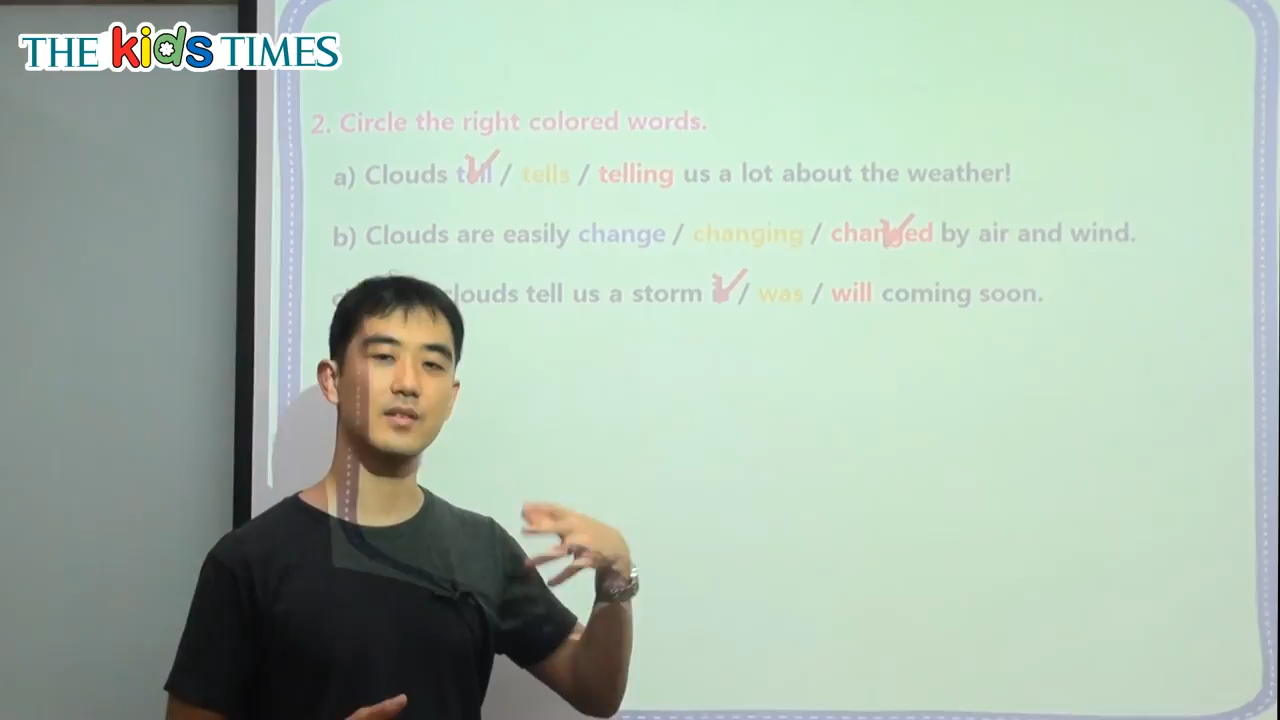 THE kids TIMES
2. Circle the right colored words.
a) Clouds tell / tells / telling us a lot about the weather!
b) Clouds are easily change / changing / changed by air and wind.
clouds tell us a storm / was / will coming soon.